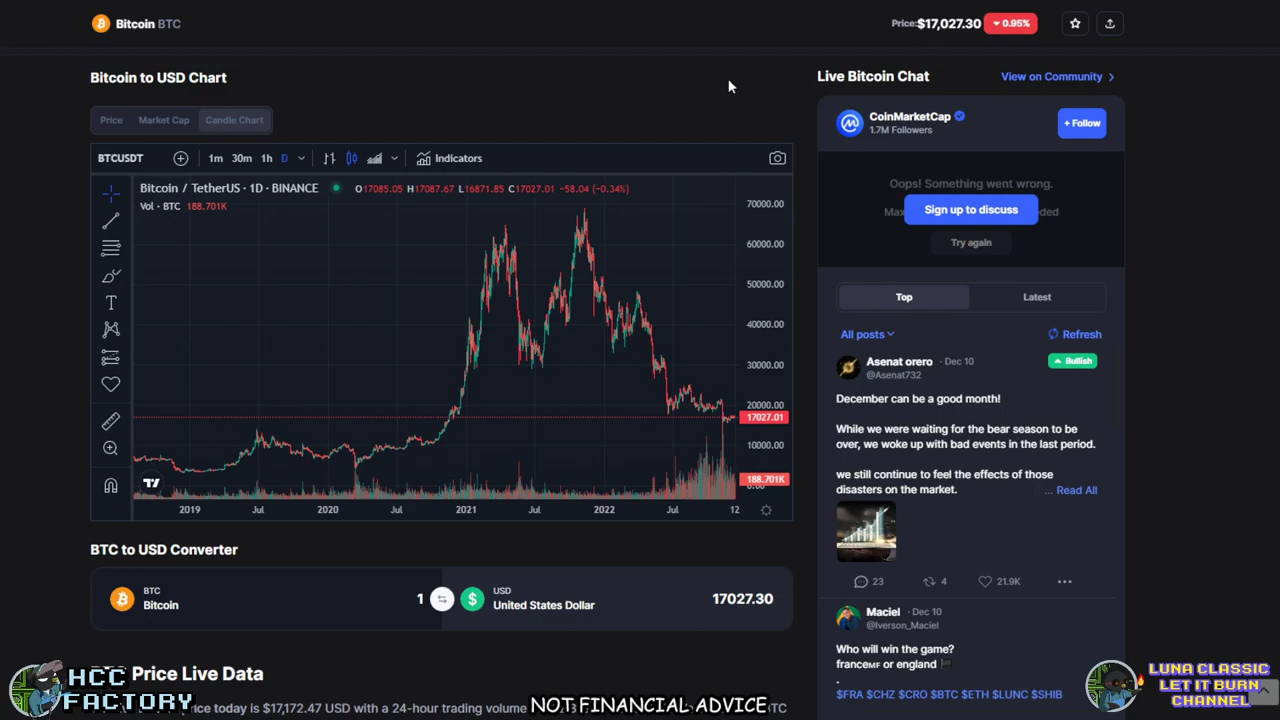 Bitcoin BTC
Price:$17,027.30 0.95%
Bitcoin to USD Chart
Price Market Cap Candle Chart
BTCUSDT 1m 30m 1h D Indicators
Bitcoin / TetherUS · 1D · BINANCE O17085.05 H17087.67 L16871.85 C17027.01 −58.04 (−0.34%)
Vol · BTC 188.701K
70000.00
60000.00
50000.00
40000.00
30000.00
20000.00
17027.01
10000.00
188.701K
2019 Jul 2020 Jul 2021 Jul 2022 Jul 12
BTC to USD Converter
BTC
Bitcoin
1
USD
United States Dollar
17027.30
Price Live Data
price today is $17,172.47 with a 24-hour trading volume
Live Bitcoin Chat
View on Community
CoinMarketCap
1.7M Followers
+ Follow
Oops! Something went wrong.
Sign up to discuss
Try again
Top Latest
All posts Refresh
Asenat orero · Dec 10 Bullish
@Asenat732
December can be a good month!
While we were waiting for the bear season to be
over, we woke up with bad events in the last period.
we still continue to feel the effects of those
disasters on the market. ... Read All
23 4 21.9K
Maciel · Dec 10
@Iverson_Maciel
Who will win the game?
france🇲🇫 or england
.
$FRA $CHZ $CRO $BTC $ETH $LUNC $SHIB
HCC
FACTORY
NOT FINANCIAL ADVICE
LUNA CLASSIC
LET IT BURN
CHANNEL